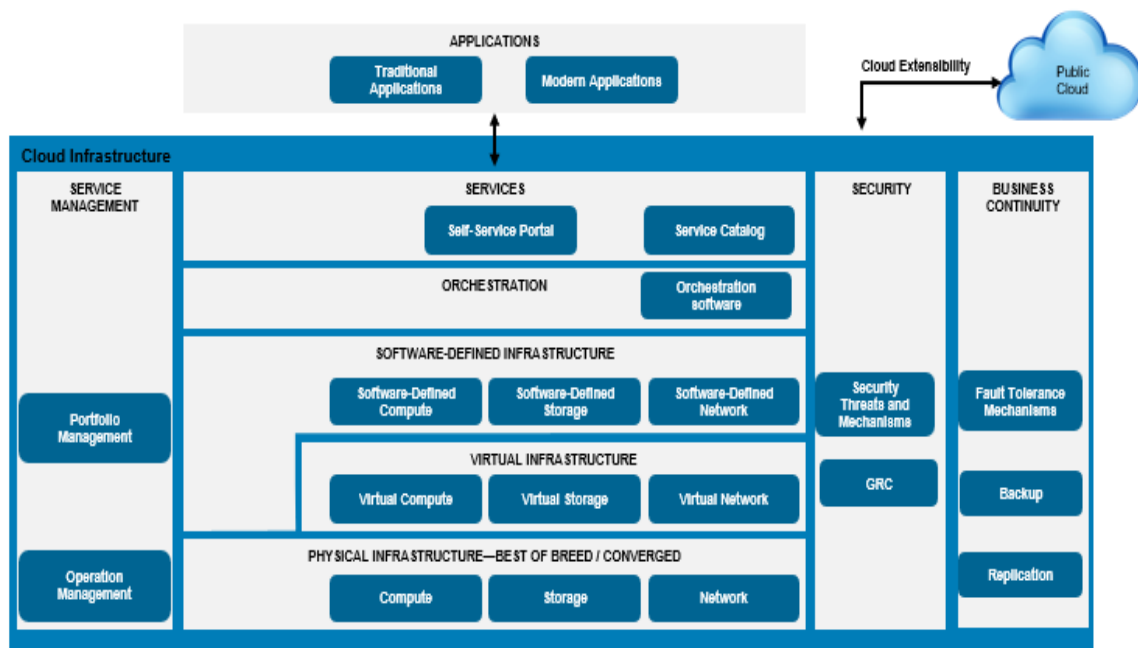 APPLICATIONS
Traditional
Applications
Modern Applications
Cloud Extensibility
Public
Cloud
Cloud Infrastructure
SERVICE
MANAGEMENT
Portfolio
Management
Operation
Management
SERVICES
Self-Service Portal
Service Catalog
ORCHESTRATION
Orchestration
software
SOFTWARE-DEFINED INFRASTRUCTURE
Software-Defined
Compute
Software-Defined
Storage
Software-Defined
Network
VIRTUAL INFRASTRUCTURE
Virtual Compute
Virtual Storage
Virtual Network
PHYSICAL INFRASTRUCTURE—BEST OF BREED / CONVERGED
Compute
Storage
Network
SECURITY
Security
Threats and
Mechanisms
GRC
BUSINESS
CONTINUITY
Fault Tolerance
Mechanisms
Backup
Replication